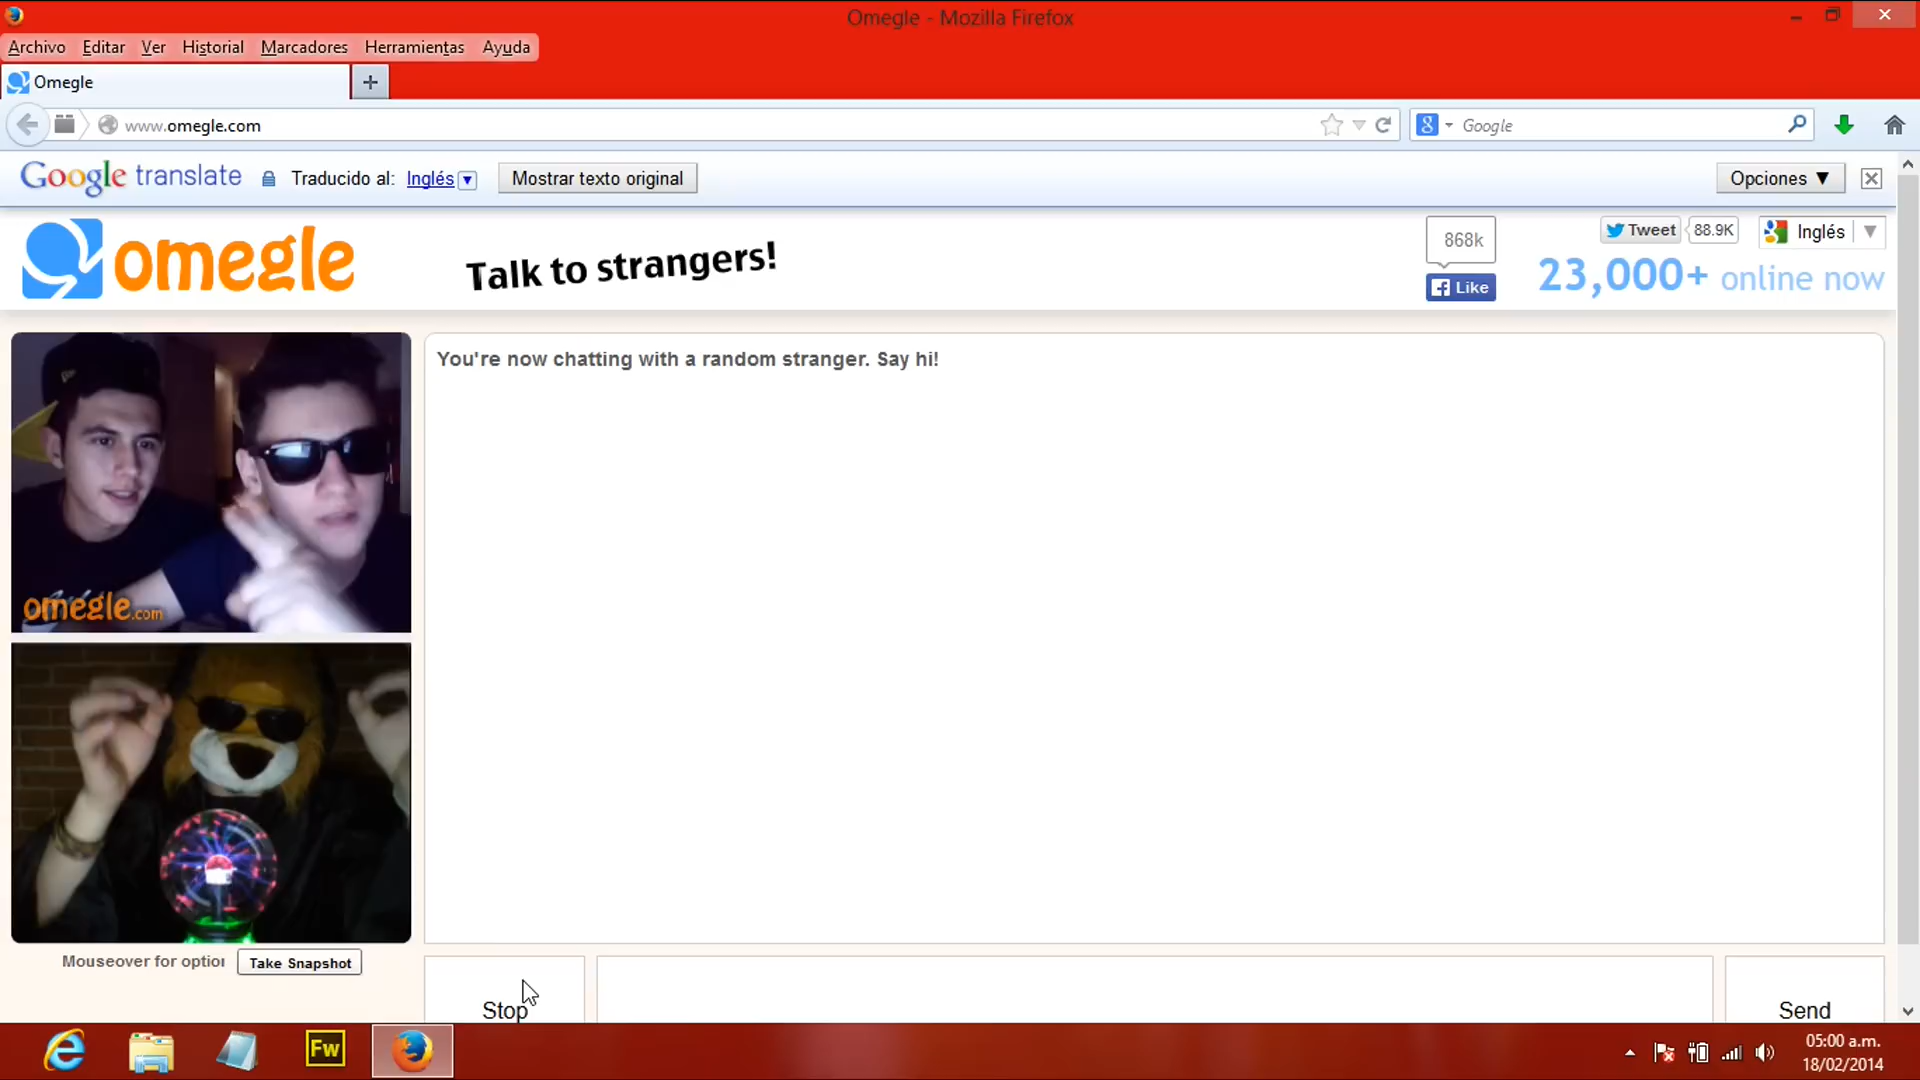 Omegle - Mozilla Firefox
Archivo Editar Ver Historial Marcadores Herramientas Ayuda
Omegle
www.omegle.com
Google
Google translate Traducido al: Inglés Mostrar texto original Opciones ▼
omegle Talk to strangers!
868k
Like
Tweet 88.9K
Inglés
23,000+ online now
You're now chatting with a random stranger. Say hi!
omegle.com
Mouseover for option
Take Snapshot
Stop
Send
Fw
05:00 a.m.
18/02/2014